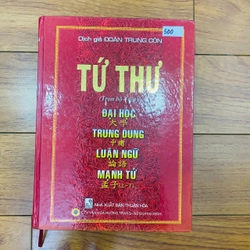 Dịch giả ĐOÀN TRUNG CÒN
500
TỨ THƯ
ĐẠI HỌC
大學
TRUNG DUNG
中庸
LUẬN NGỮ
論語
MẠNH TỬ
孟子
NHÀ XUẤT BẢN THUẬN HÓA